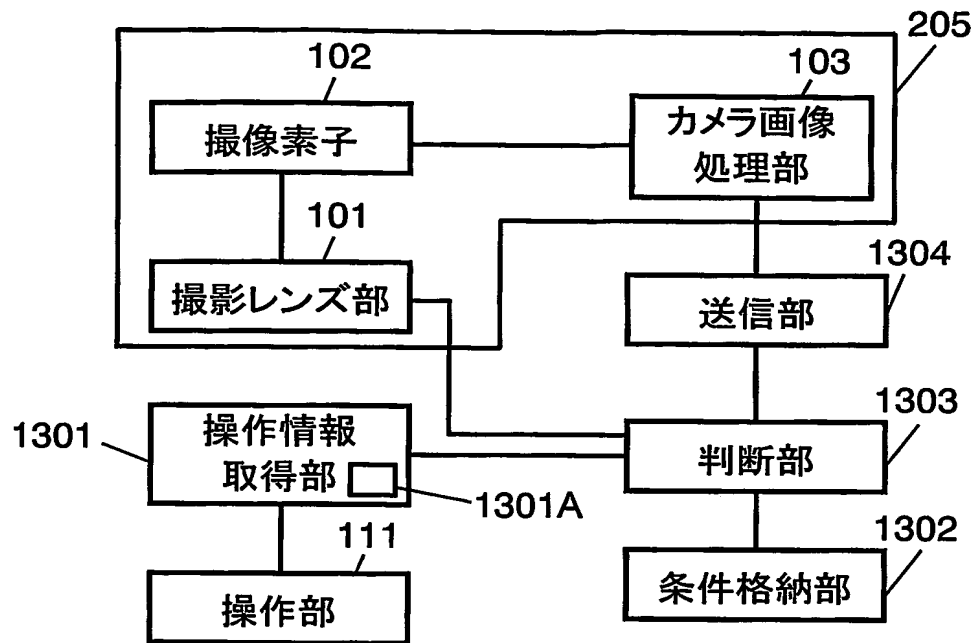 205
102
103
撮像素子
カメラ画像
処理部
101
1304
撮影レンズ部
送信部
1301
操作情報
取得部
1303
判断部
1301A
111
1302
操作部
条件格納部